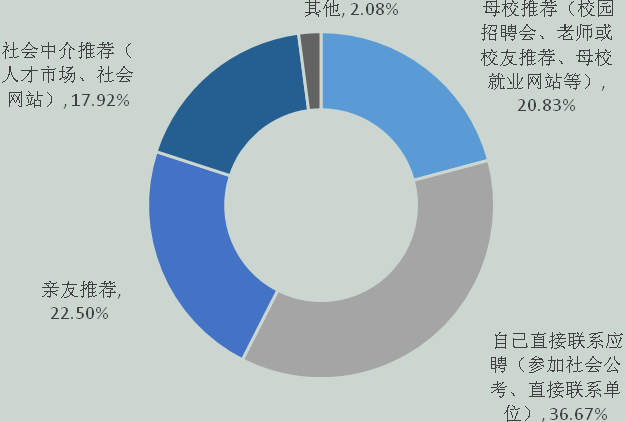 其他, 2.08%
母校推荐（校园
招聘会、老师或
校友推荐、母校
就业网站等）,
20.83%
社会中介推荐（
人才市场、社会
网站）, 17.92%
亲友推荐,
22.50%
自己直接联系应
聘（参加社会公
考、直接联系单
位）, 36.67%